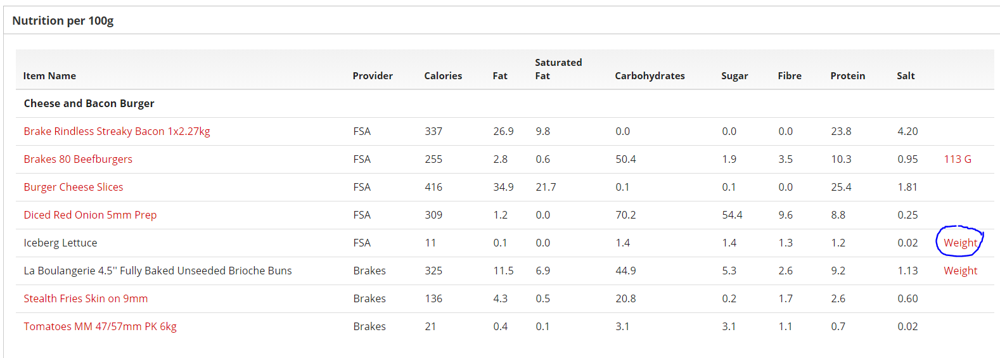 Nutrition per 100g
Item Name Provider Calories Fat Saturated Fat Carbohydrates Sugar Fibre Protein Salt
Cheese and Bacon Burger
Brake Rindless Streaky Bacon 1x2.27kg FSA 337 26.9 9.8 0.0 0.0 0.0 23.8 4.20
Brakes 80 Beefburgers FSA 255 2.8 0.6 50.4 1.9 3.5 10.3 0.95 113 G
Burger Cheese Slices FSA 416 34.9 21.7 0.1 0.1 0.0 25.4 1.81
Diced Red Onion 5mm Prep FSA 309 1.2 0.0 70.2 54.4 9.6 8.8 0.25
Iceberg Lettuce FSA 11 0.1 0.0 1.4 1.4 1.3 1.2 0.02 Weight
La Boulangerie 4.5'' Fully Baked Unseeded Brioche Buns Brakes 325 11.5 6.9 44.9 5.3 2.6 9.2 1.13 Weight
Stealth Fries Skin on 9mm Brakes 136 4.3 0.5 20.8 0.2 1.7 2.6 0.60
Tomatoes MM 47/57mm PK 6kg Brakes 21 0.4 0.1 3.1 3.1 1.1 0.7 0.02